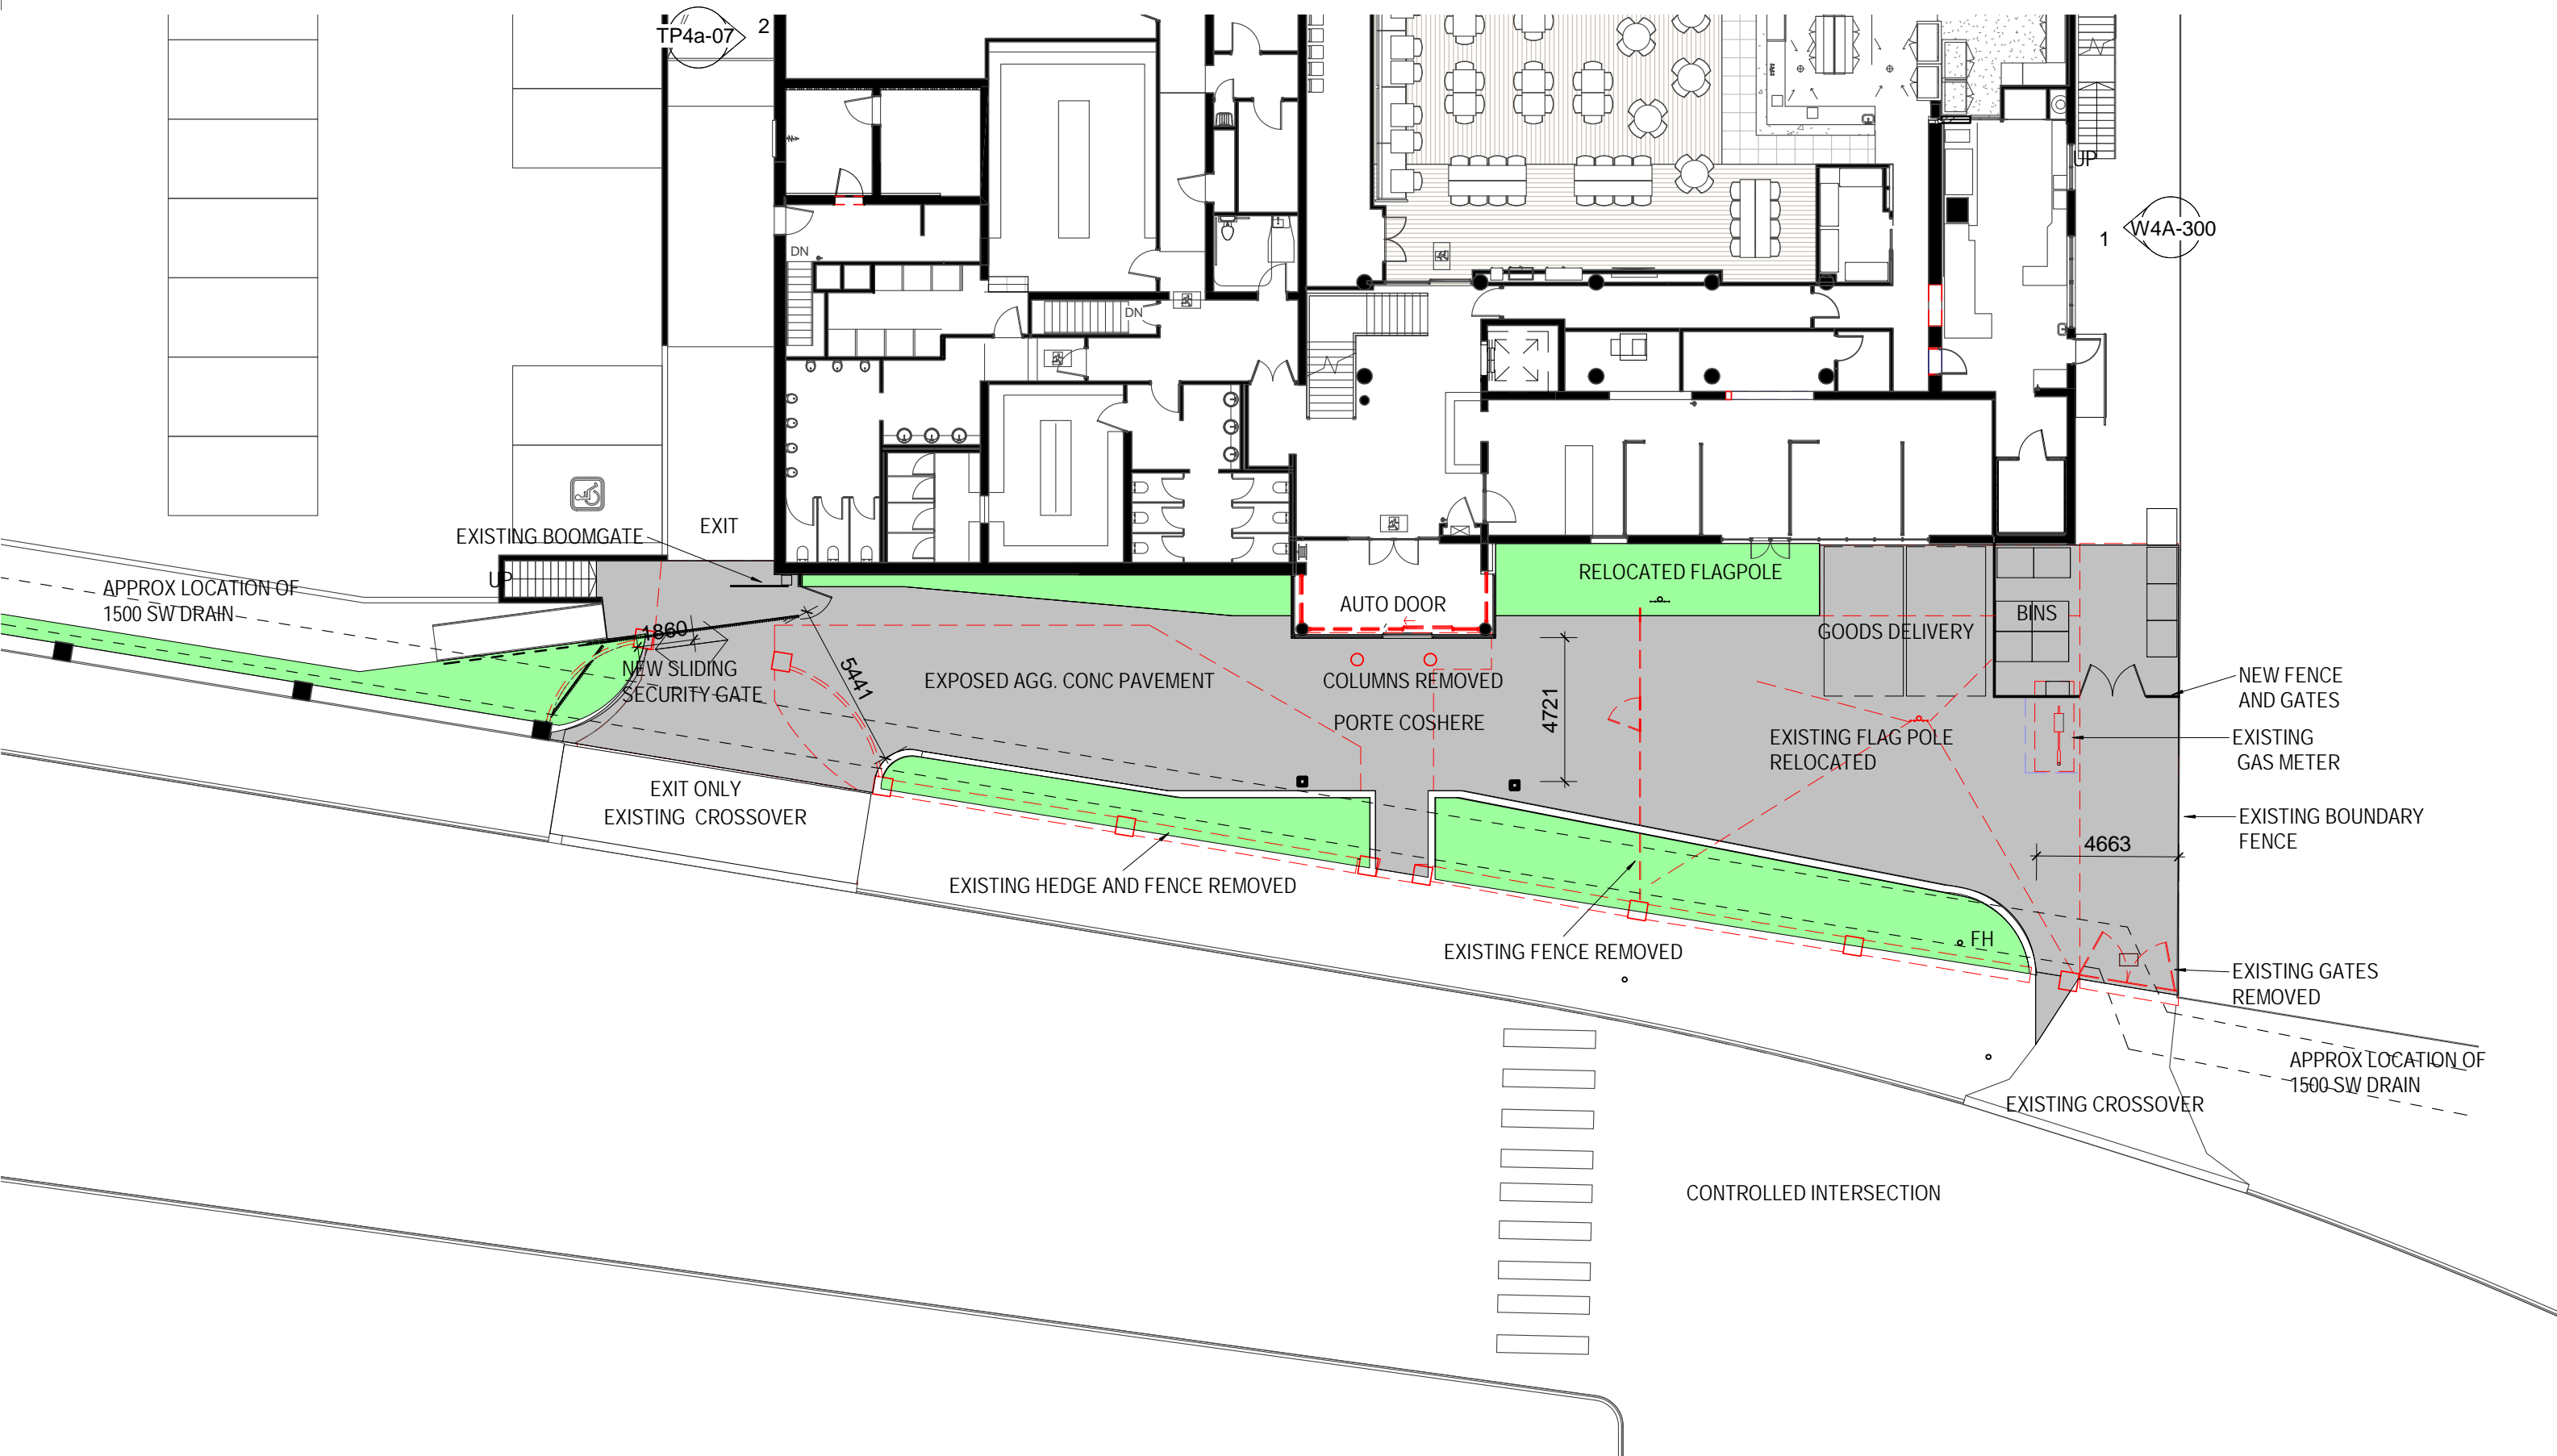 TP4a-07
2
UP
W4A-300
1
DN
DN
EXIT
EXISTING BOOMGATE
UP
APPROX LOCATION OF
1500 SW DRAIN
RELOCATED FLAGPOLE
AUTO DOOR
BINS
GOODS DELIVERY
1860
NEW SLIDING
SECURITY GATE
5441
EXPOSED AGG. CONC PAVEMENT
COLUMNS REMOVED
PORTE COSHERE
4721
NEW FENCE
AND GATES
EXISTING FLAG POLE
RELOCATED
EXISTING
GAS METER
EXIT ONLY
EXISTING CROSSOVER
EXISTING BOUNDARY
FENCE
4663
EXISTING HEDGE AND FENCE REMOVED
EXISTING FENCE REMOVED
FH
EXISTING GATES
REMOVED
APPROX LOCATION OF
1500 SW DRAIN
EXISTING CROSSOVER
CONTROLLED INTERSECTION